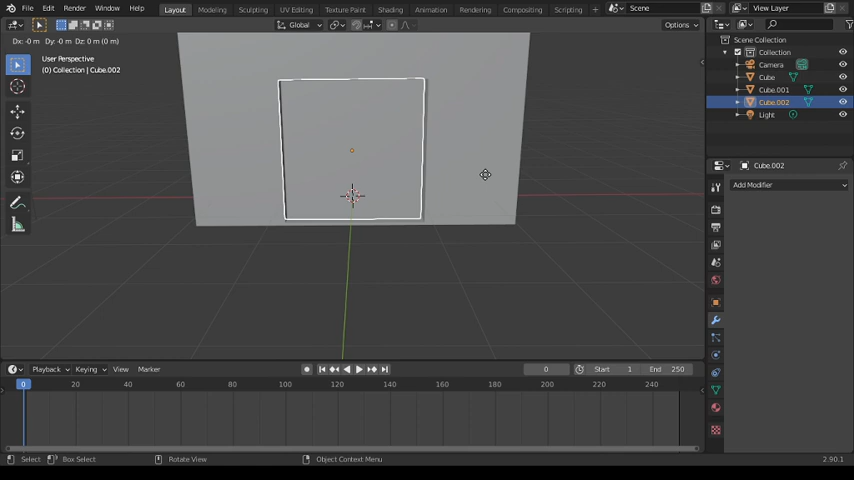 File Edit Render Window Help Layout Modeling Sculpting UV Editing Texture Paint Shading Animation Rendering Compositing Scripting + Scene View Layer
Global Options
Dx: -0 m Dy: -0 m Dz: 0 m (0 m)
User Perspective
(0) Collection | Cube.002
Scene Collection
Collection
Camera
Cube
Cube.001
Cube.002
Light
Cube.002
Add Modifier
Playback Keying View Marker 0 Start 1 End 250
0 20 40 60 80 100 120 140 160 180 200 220 240
Select Box Select Rotate View Object Context Menu 2.90.1